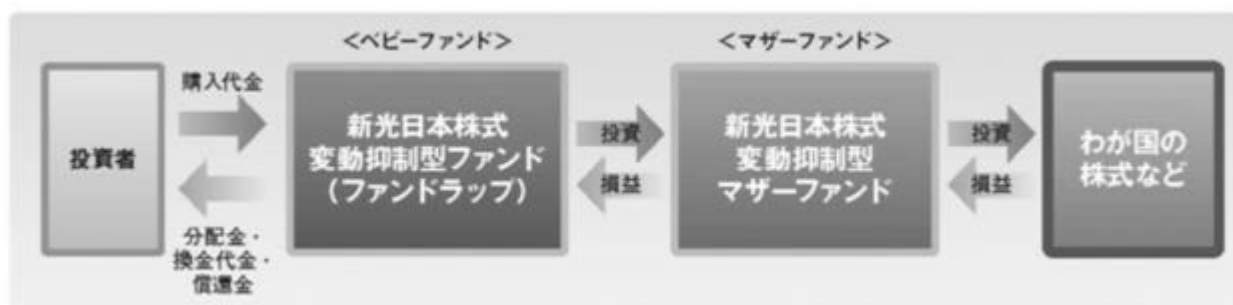 ＜ベビーファンド＞
＜マザーファンド＞
投資者
購入代金
分配金・
換金代金・
償還金
新光日本株式
変動抑制型ファンド
（ファンドラップ）
投資
損益
新光日本株式
変動抑制型
マザーファンド
投資
損益
わが国の
株式など